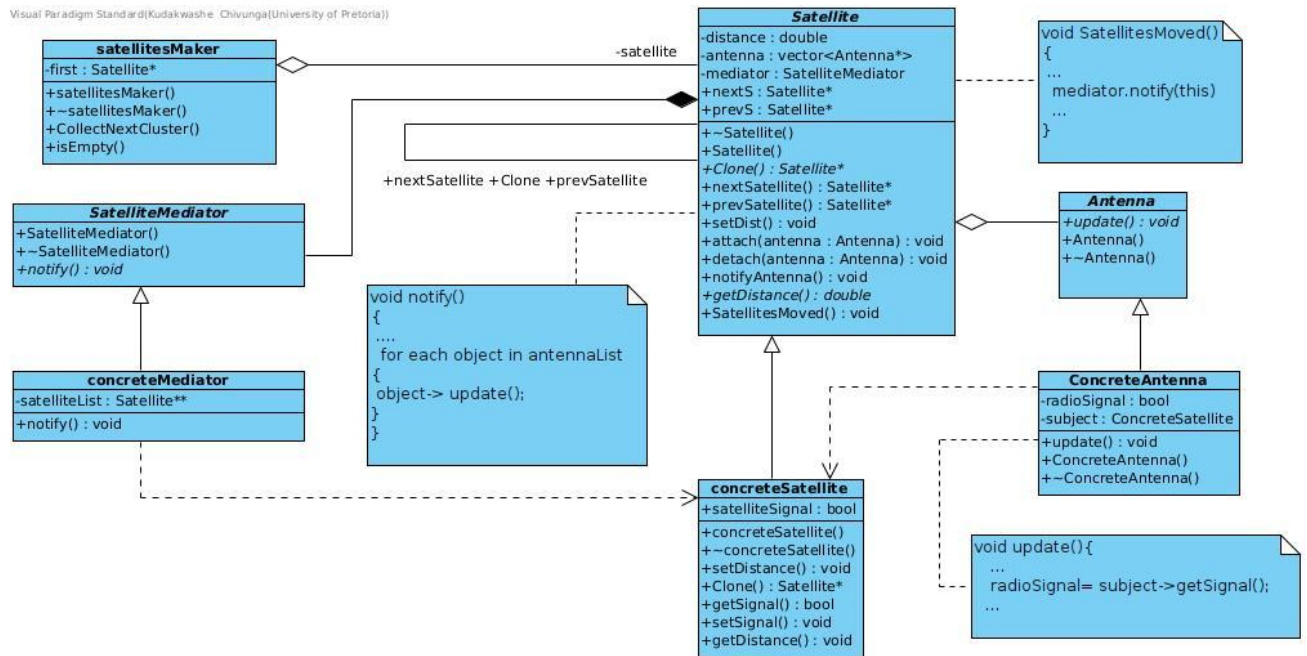 Visual Paradigm Standard(Kudakwashe Chivunga(University of Pretoria))
satellitesMaker
-first : Satellite*
+satellitesMaker()
+~satellitesMaker()
+CollectNextCluster()
+isEmpty()
-satellite
Satellite
-distance : double
-antenna : vector<Antenna*>
-mediator : SatelliteMediator
+nextS : Satellite*
+prevS : Satellite*
+~Satellite()
+Satellite()
+Clone() : Satellite*
+nextSatellite() : Satellite*
+prevSatellite() : Satellite*
+setDist() : void
+attach(antenna : Antenna) : void
+detach(antenna : Antenna) : void
+notifyAntenna() : void
+getDistance() : double
+SatellitesMoved() : void
void SatellitesMoved()
{
...
mediator.notify(this)
...
}
+nextSatellite +Clone +prevSatellite
SatelliteMediator
+SatelliteMediator()
+~SatelliteMediator()
+notify() : void
Antenna
+update() : void
+Antenna()
+~Antenna()
void notify()
{
....
for each object in antennaList
{
object-> update();
}
}
concreteMediator
-satelliteList : Satellite**
+notify() : void
ConcreteAntenna
-radioSignal : bool
-subject : ConcreteSatellite
+update() : void
+ConcreteAntenna()
+~ConcreteAntenna()
concreteSatellite
+satelliteSignal : bool
+concreteSatellite()
+~concreteSatellite()
+setDistance() : void
+Clone() : Satellite*
+getSignal() : bool
+setSignal() : void
+getDistance() : void
void update(){
...
radioSignal= subject->getSignal();
...